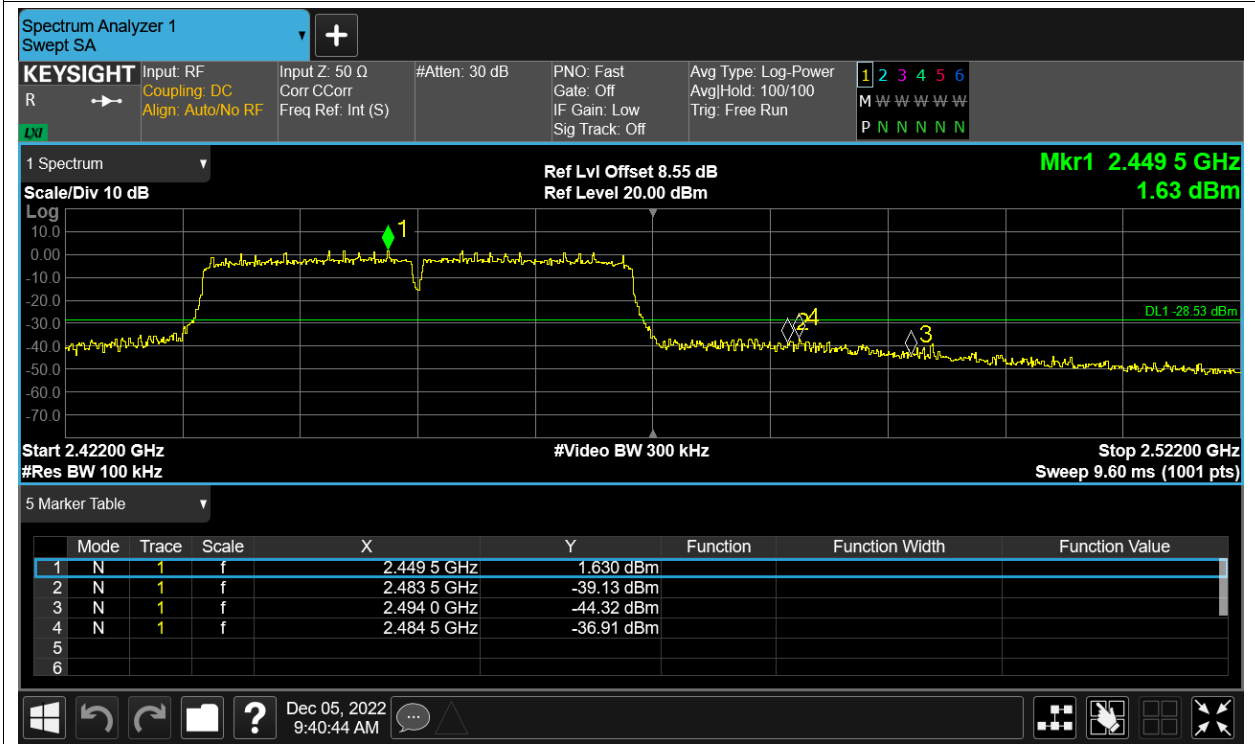 Spectrum Analyzer 1
Swept SA
+
KEYSIGHT
R
LXI
Input: RF
Coupling: DC
Align: Auto/No RF
Input Z: 50 Ω
Corr CCorr
Freq Ref: Int (S)
#Atten: 30 dB
PNO: Fast
Gate: Off
IF Gain: Low
Sig Track: Off
Avg Type: Log-Power
Avg|Hold: 100/100
Trig: Free Run
1 2 3 4 5 6
M W W W W W
P N N N N N
1 Spectrum
Scale/Div 10 dB
Ref Lvl Offset 8.55 dB
Ref Level 20.00 dBm
Mkr1 2.449 5 GHz
1.63 dBm
Log
10.0
0.00
-10.0
-20.0
-30.0
-40.0
-50.0
-60.0
-70.0
1
2
4
3
DL1 -28.53 dBm
Start 2.42200 GHz
#Video BW 300 kHz
Stop 2.52200 GHz
#Res BW 100 kHz
Sweep 9.60 ms (1001 pts)
5 Marker Table
Mode Trace Scale X Y Function Function Width Function Value
1 N 1 f 2.449 5 GHz 1.630 dBm
2 N 1 f 2.483 5 GHz -39.13 dBm
3 N 1 f 2.494 0 GHz -44.32 dBm
4 N 1 f 2.484 5 GHz -36.91 dBm
5
6
?
Dec 05, 2022
9:40:44 AM